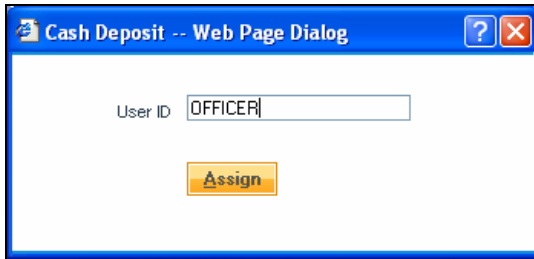 Cash Deposit -- Web Page Dialog
User ID OFFICER
Assign